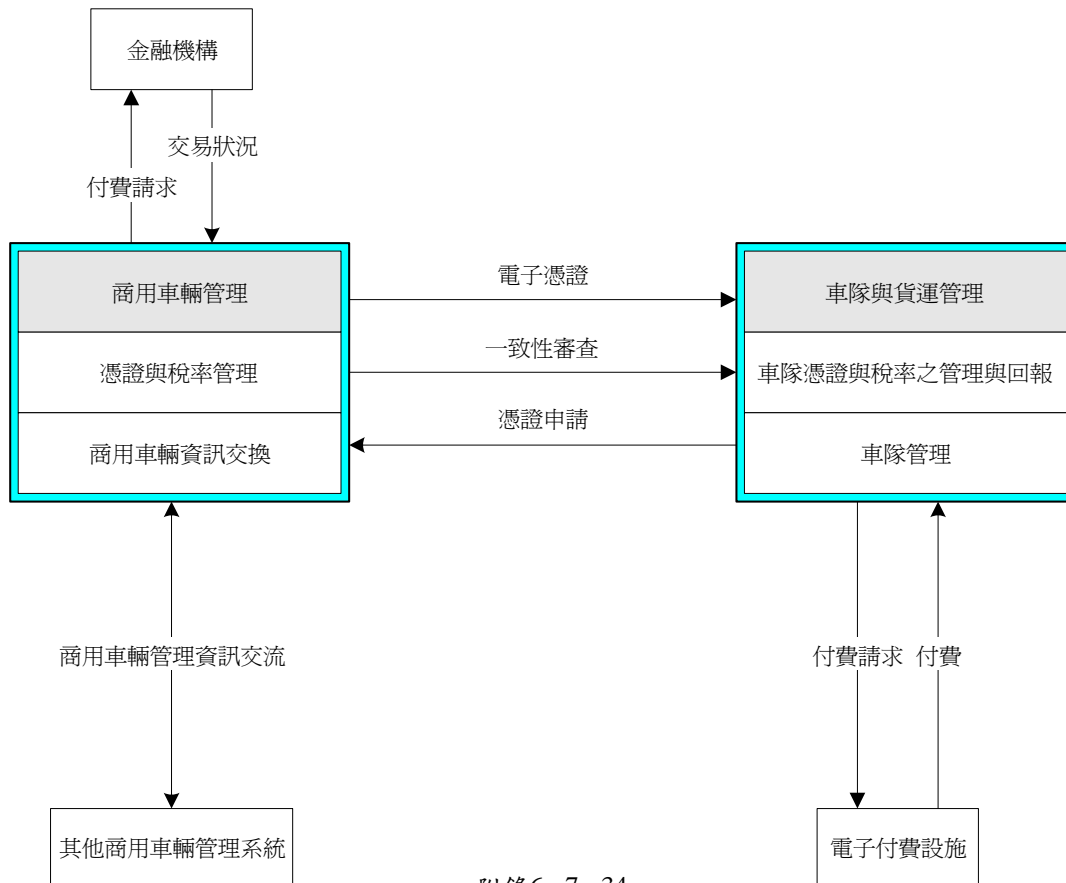 金融機構
交易狀況
付費請求
商用車輛管理
電子憑證
車隊與貨運管理
憑證與稅率管理
一致性審查
車隊憑證與稅率之管理與回報
商用車輛資訊交換
憑證申請
車隊管理
商用車輛管理資訊交流
付費請求 付費
其他商用車輛管理系統
電子付費設施